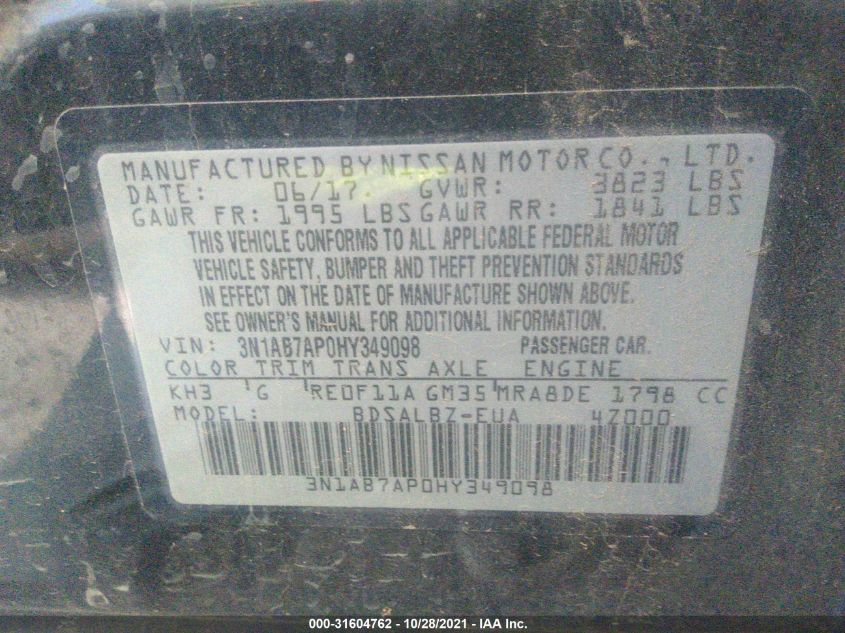 MANUFACTURED BY NISSAN MOTOR CO., LTD.
DATE: 06/17. GVWR: 3823 LBS
GAWR FR: 1995 LBS GAWR RR: 1841 LBS
THIS VEHICLE CONFORMS TO ALL APPLICABLE FEDERAL MOTOR
VEHICLE SAFETY, BUMPER AND THEFT PREVENTION STANDARDS
IN EFFECT ON THE DATE OF MANUFACTURE SHOWN ABOVE.
SEE OWNER'S MANUAL FOR ADDITIONAL INFORMATION.
VIN: 3N1AB7AP0HY349098 PASSENGER CAR.
COLOR TRIM TRANS AXLE ENGINE
KH3 'G 'RE0F11A GM35 'MRA8DE 1798 CC
MODEL: BDSALBZ-EUA 4Z000
3N1AB7AP0HY349098
000-31604762 - 10/28/2021 - IAA Inc.